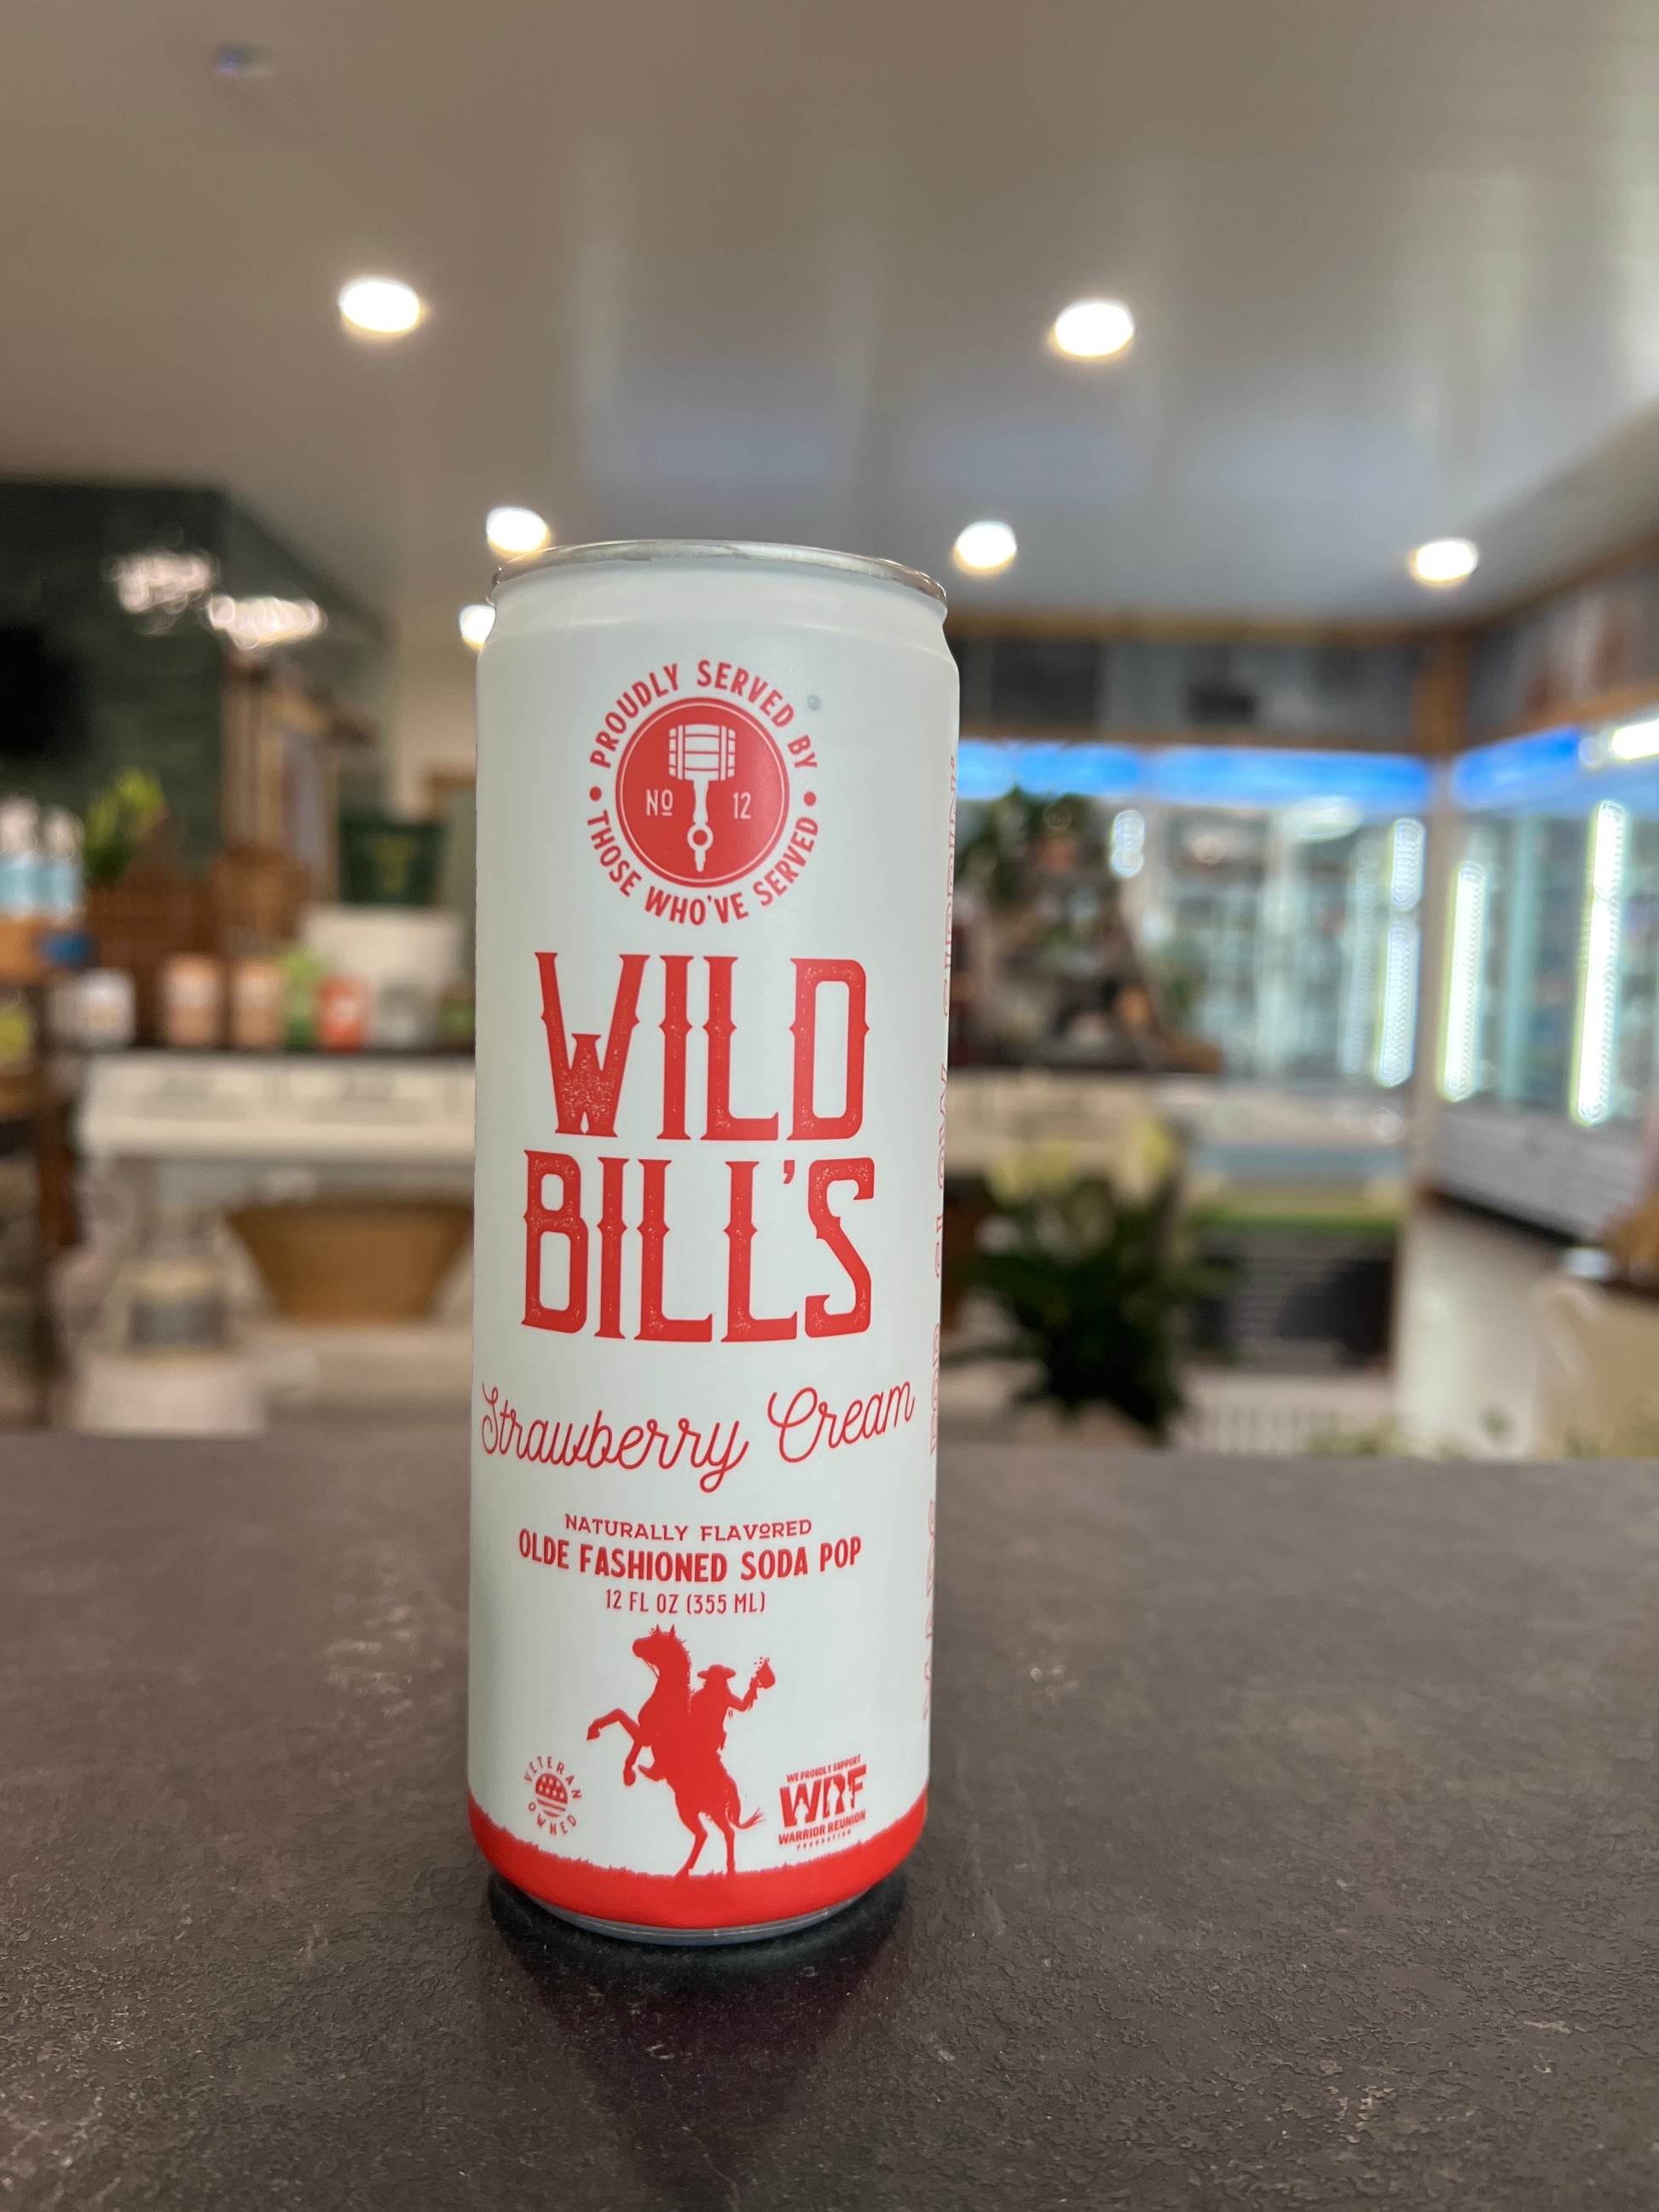 PROUDLY SERVED BY
THOSE WHO'VE SERVED
Nº 12
WILD
BILL'S
Strawberry Cream
NATURALLY FLAVORED
OLDE FASHIONED SODA POP
12 FL OZ (355 ML)
VETERAN
OWNED
WE PROUDLY SUPPORT
WRF
WARRIOR REUNION
FOUNDATION